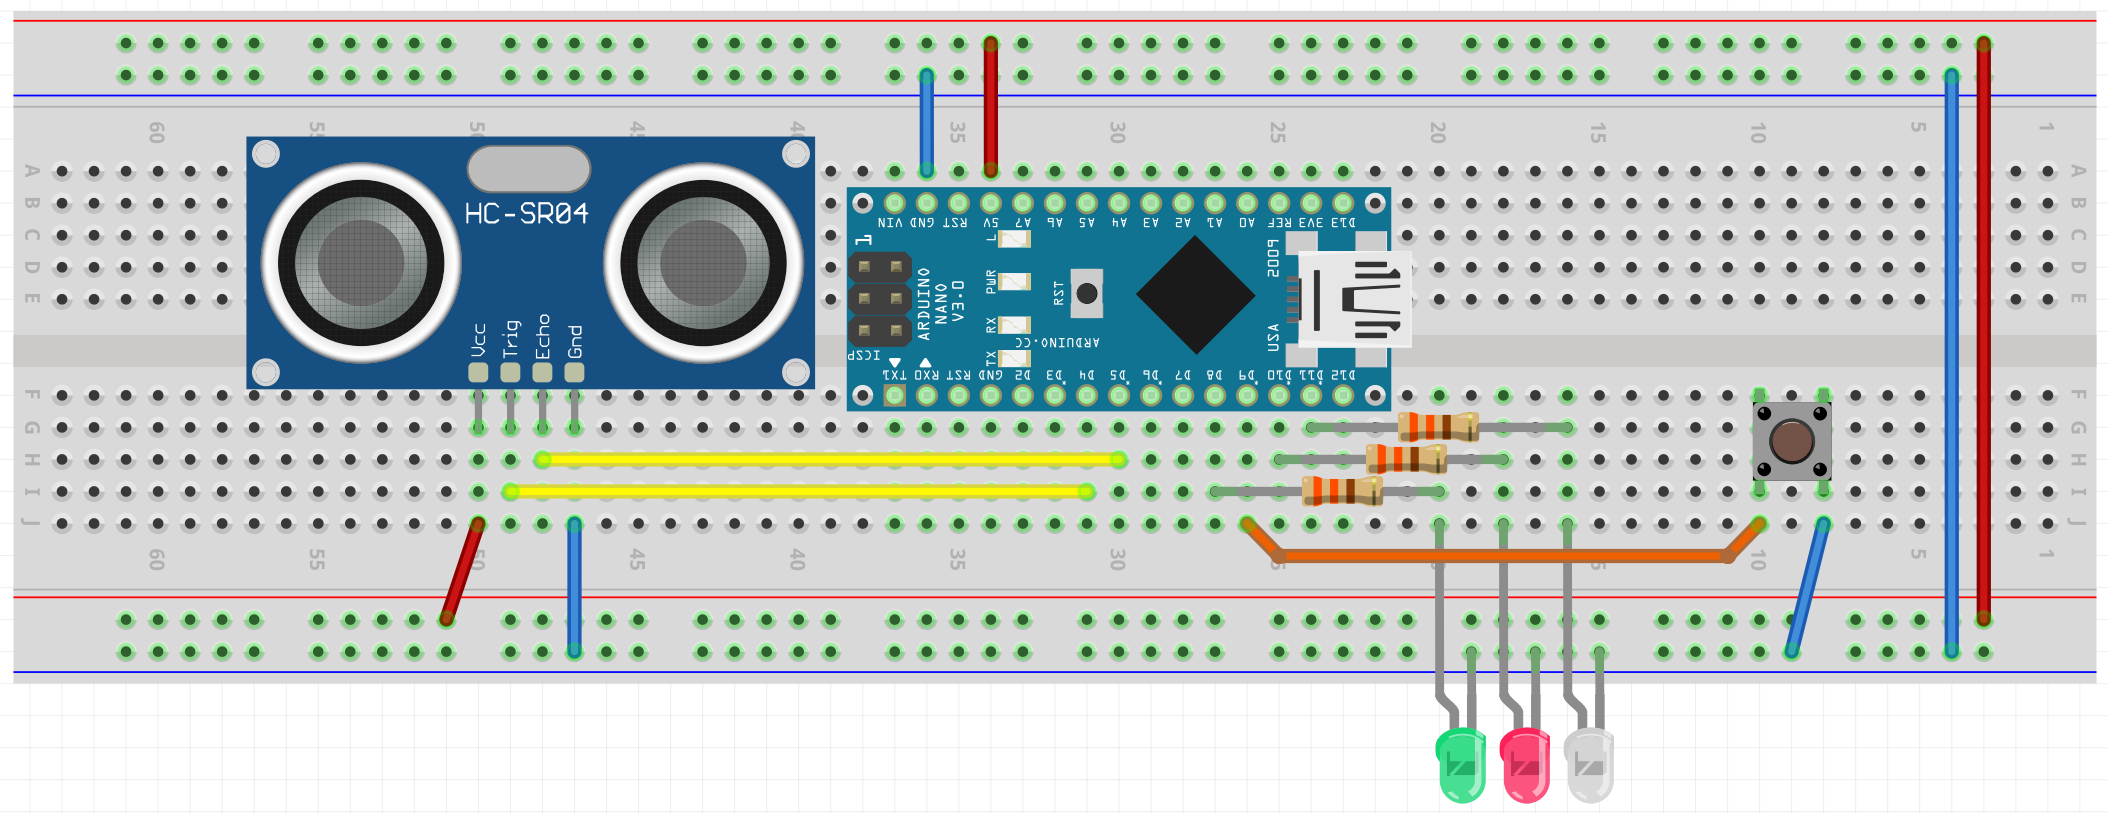 60 55 50 45 40 35 30 25 20 15 10 5 1
A A
B B
C C
D D
E E
HC-SR04
Vcc Trig Echo Gnd
VIN GND RST 5V A7 A6 A5 A4 A3 A2 A1 A0 REF 3V3 D13
1
L
PWR
RX
TX
RST
5002
USA
ARDUINO
NANO
V3.0
ICSP
ARDUINO.CC
TX1 RX0 RST GND D2 D3* D4 D5* D6* D7 D8 D9* D10* D11* D12
F F
G G
H H
I I
J J
60 55 50 45 40 35 30 25 20 15 10 5 1